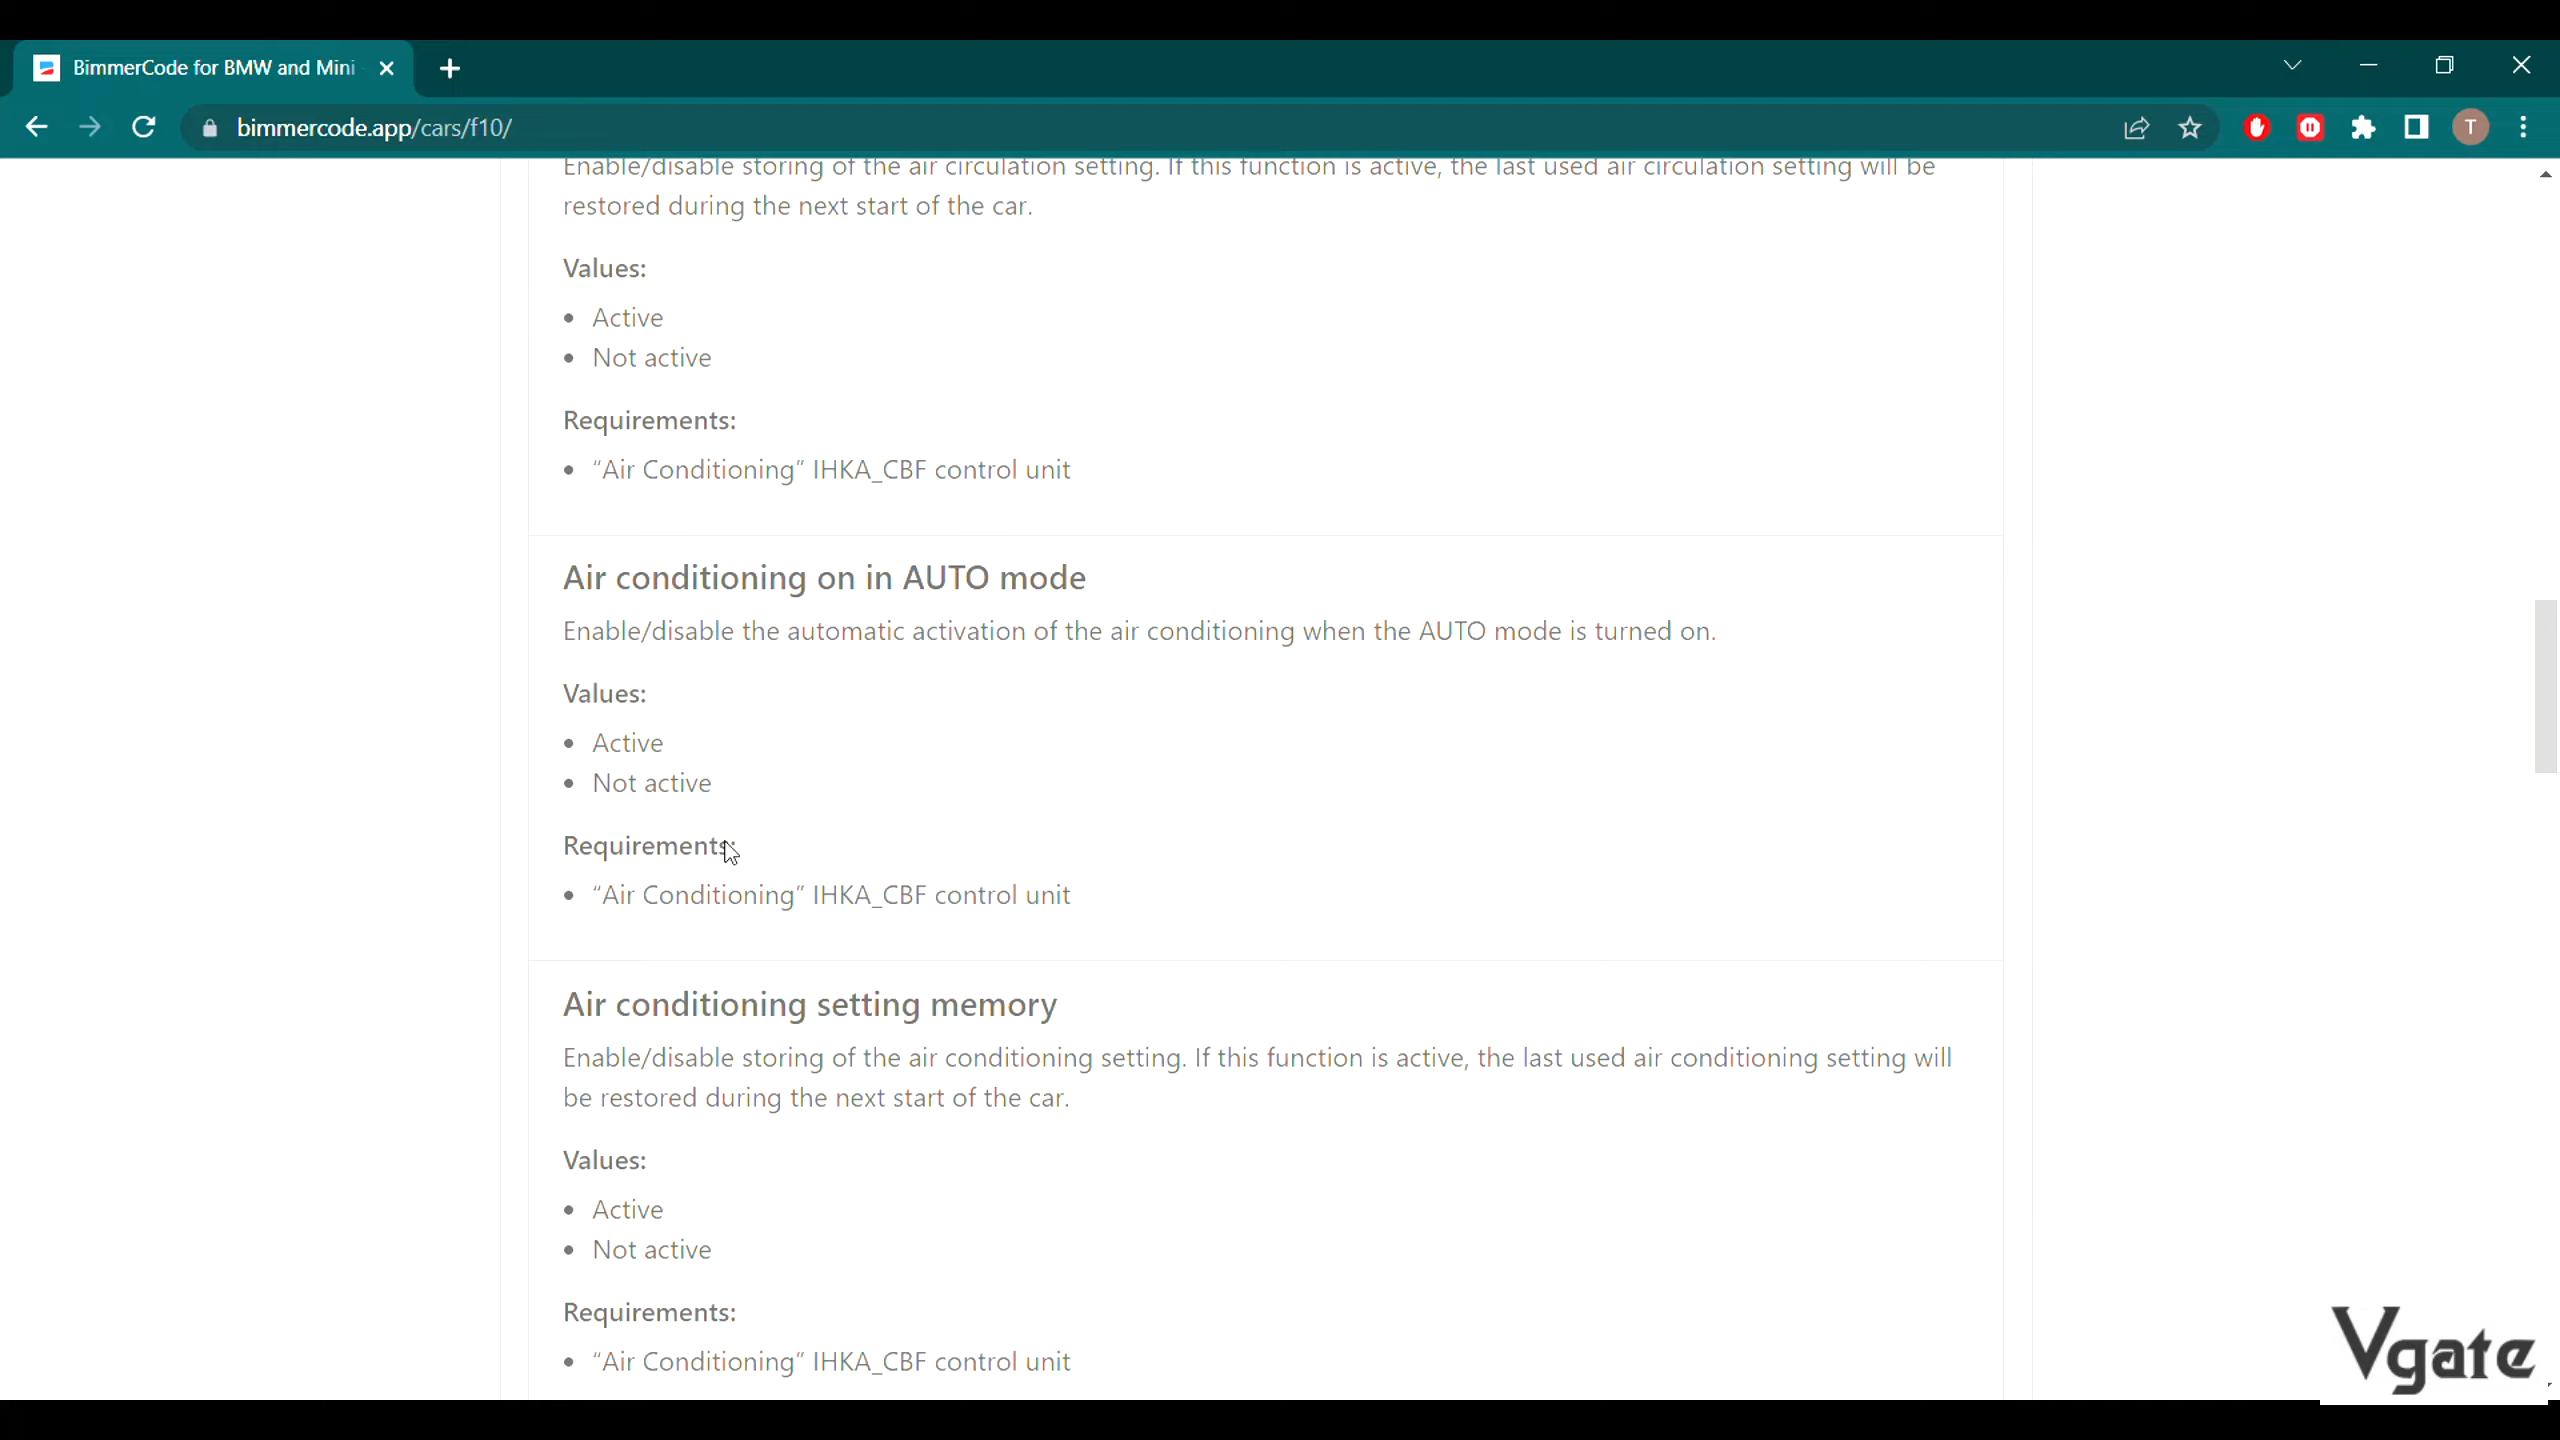 BimmerCode for BMW and Mini
bimmercode.app/cars/f10/
T
Enable/disable storing of the air circulation setting. If this function is active, the last used air circulation setting will be
restored during the next start of the car.
Values:
• Active
• Not active
Requirements:
• “Air Conditioning” IHKA_CBF control unit
Air conditioning on in AUTO mode
Enable/disable the automatic activation of the air conditioning when the AUTO mode is turned on.
Values:
• Active
• Not active
Requirements:
• “Air Conditioning” IHKA_CBF control unit
Air conditioning setting memory
Enable/disable storing of the air conditioning setting. If this function is active, the last used air conditioning setting will
be restored during the next start of the car.
Values:
• Active
• Not active
Requirements:
• “Air Conditioning” IHKA_CBF control unit
Vgate